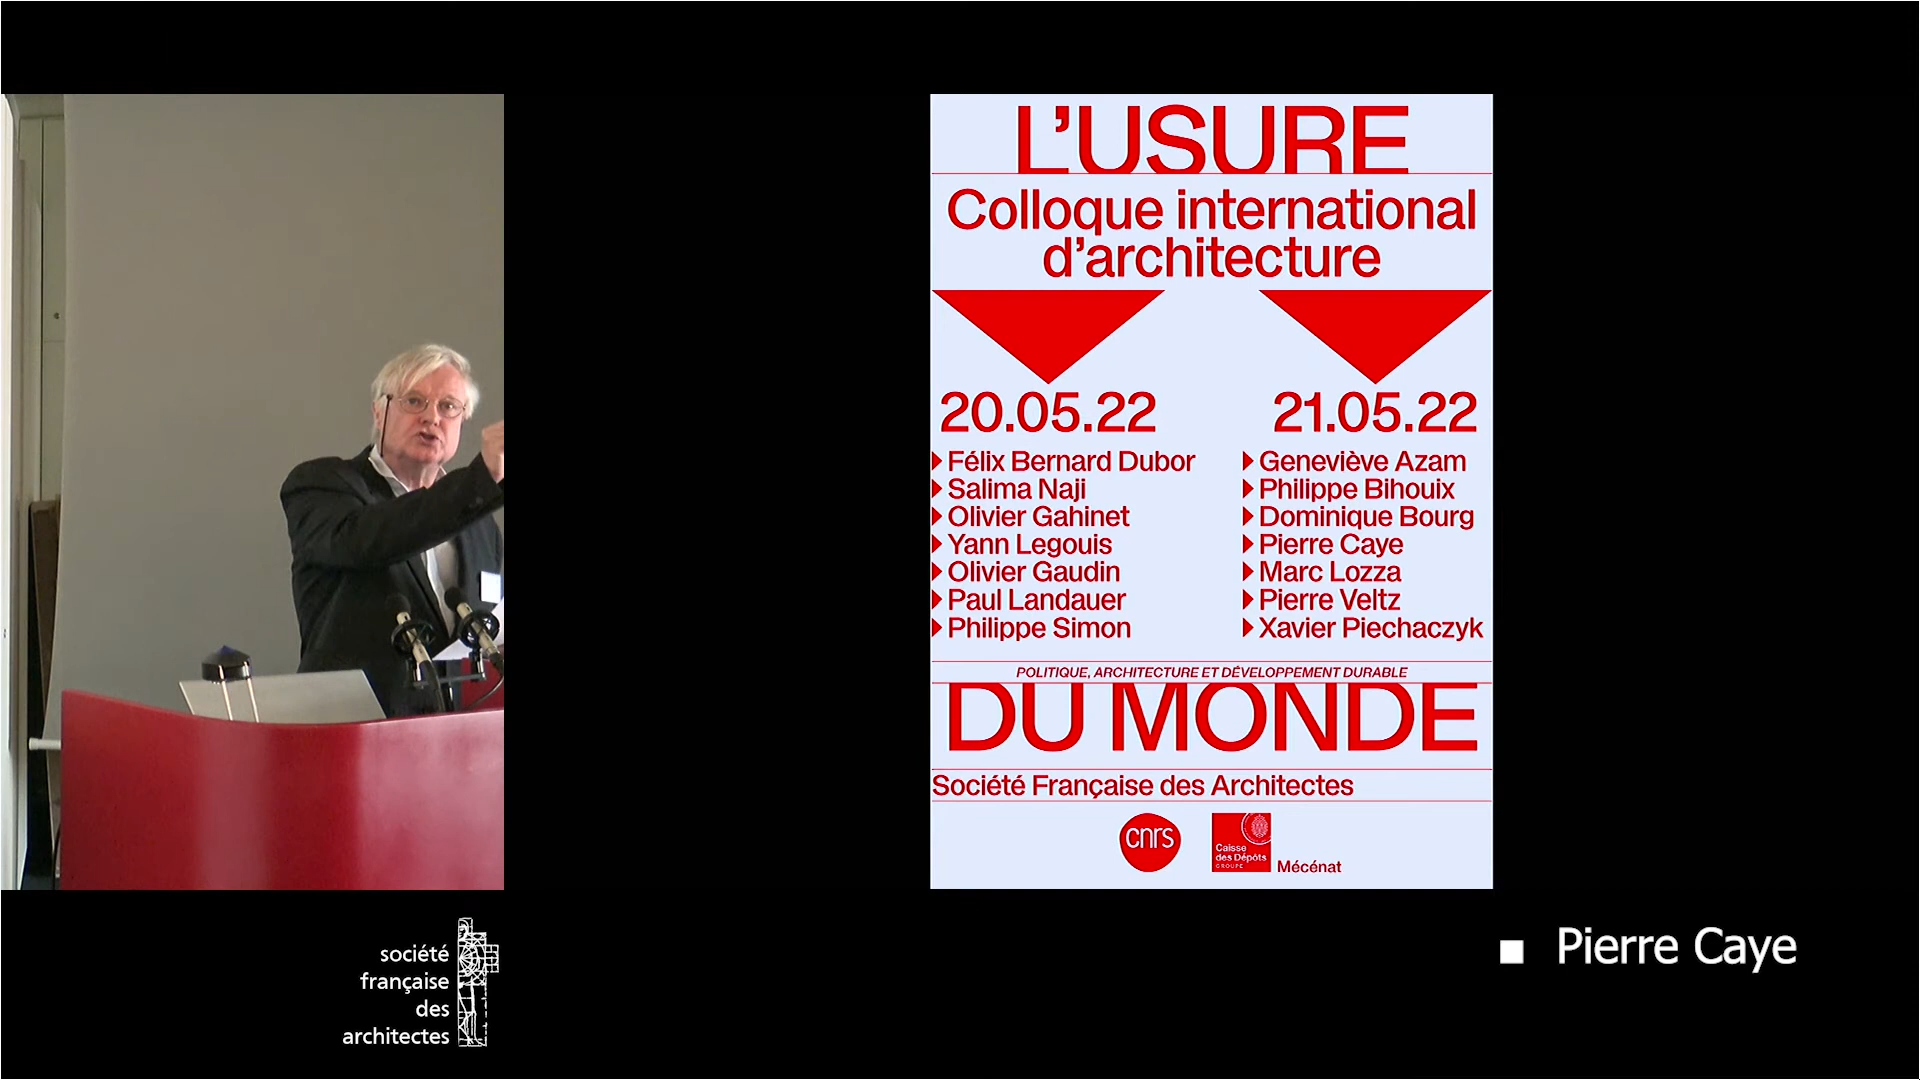 L'USURE
Colloque international
d'architecture
20.05.22
Félix Bernard Dubor
Salima Naji
Olivier Gahinet
Yann Legouis
Olivier Gaudin
Paul Landauer
Philippe Simon
21.05.22
Geneviève Azam
Philippe Bihouix
Dominique Bourg
Pierre Caye
Marc Lozza
Pierre Veltz
Xavier Piechaczyk
POLITIQUE, ARCHITECTURE ET DÉVELOPPEMENT DURABLE
DU MONDE
Société Française des Architectes
cnrs
Caisse
des Dépôts
GROUPE
Mécénat
société
française
des
architectes
Pierre Caye